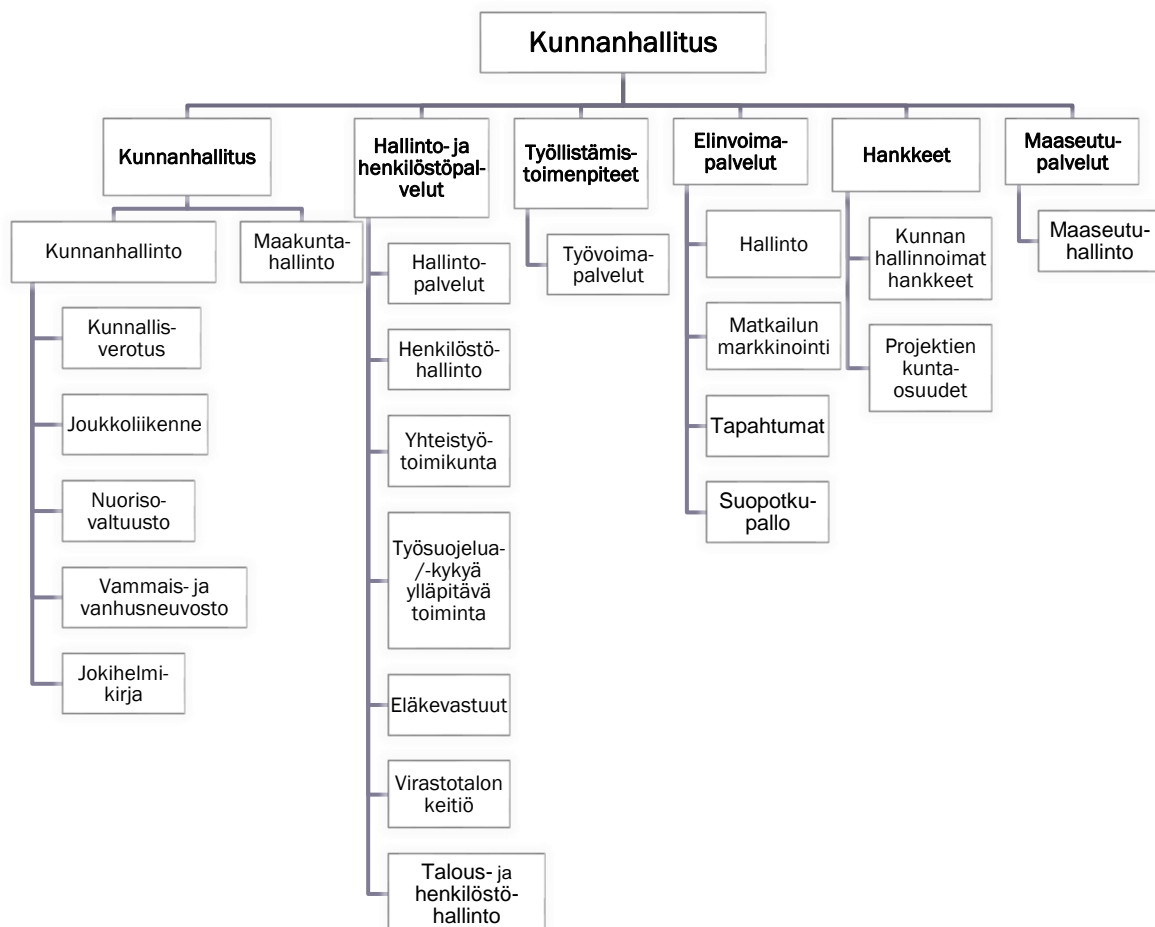 Kunnanhallitus
Kunnanhallitus
Kunnanhallinto
Kunnallis-
verotus
Joukkoliikenne
Nuoriso-
valtuusto
Vammais- ja
vanhusneuvosto
Jokihelmi-
kirja
Maakunta-
hallinto
Hallinto- ja
henkilöstöpal-
velut
Hallinto-
palvelut
Henkilöstö-
hallinto
Yhteistyö-
toimikunta
Työsuojelua-
/-kykyä
ylläpitävä
toiminta
Eläkevastuut
Virastotalon
keitiö
Talous- ja
henkilöstö-
hallinto
Työllistämis-
toimenpiteet
Työvoima-
palvelut
Elinvoima-
palvelut
Hallinto
Matkailun
markkinointi
Tapahtumat
Suopotku-
pallo
Hankkeet
Kunnan
hallinnoimat
hankkeet
Projektien
kunta-
osuudet
Maaseutu-
palvelut
Maaseutu-
hallinto